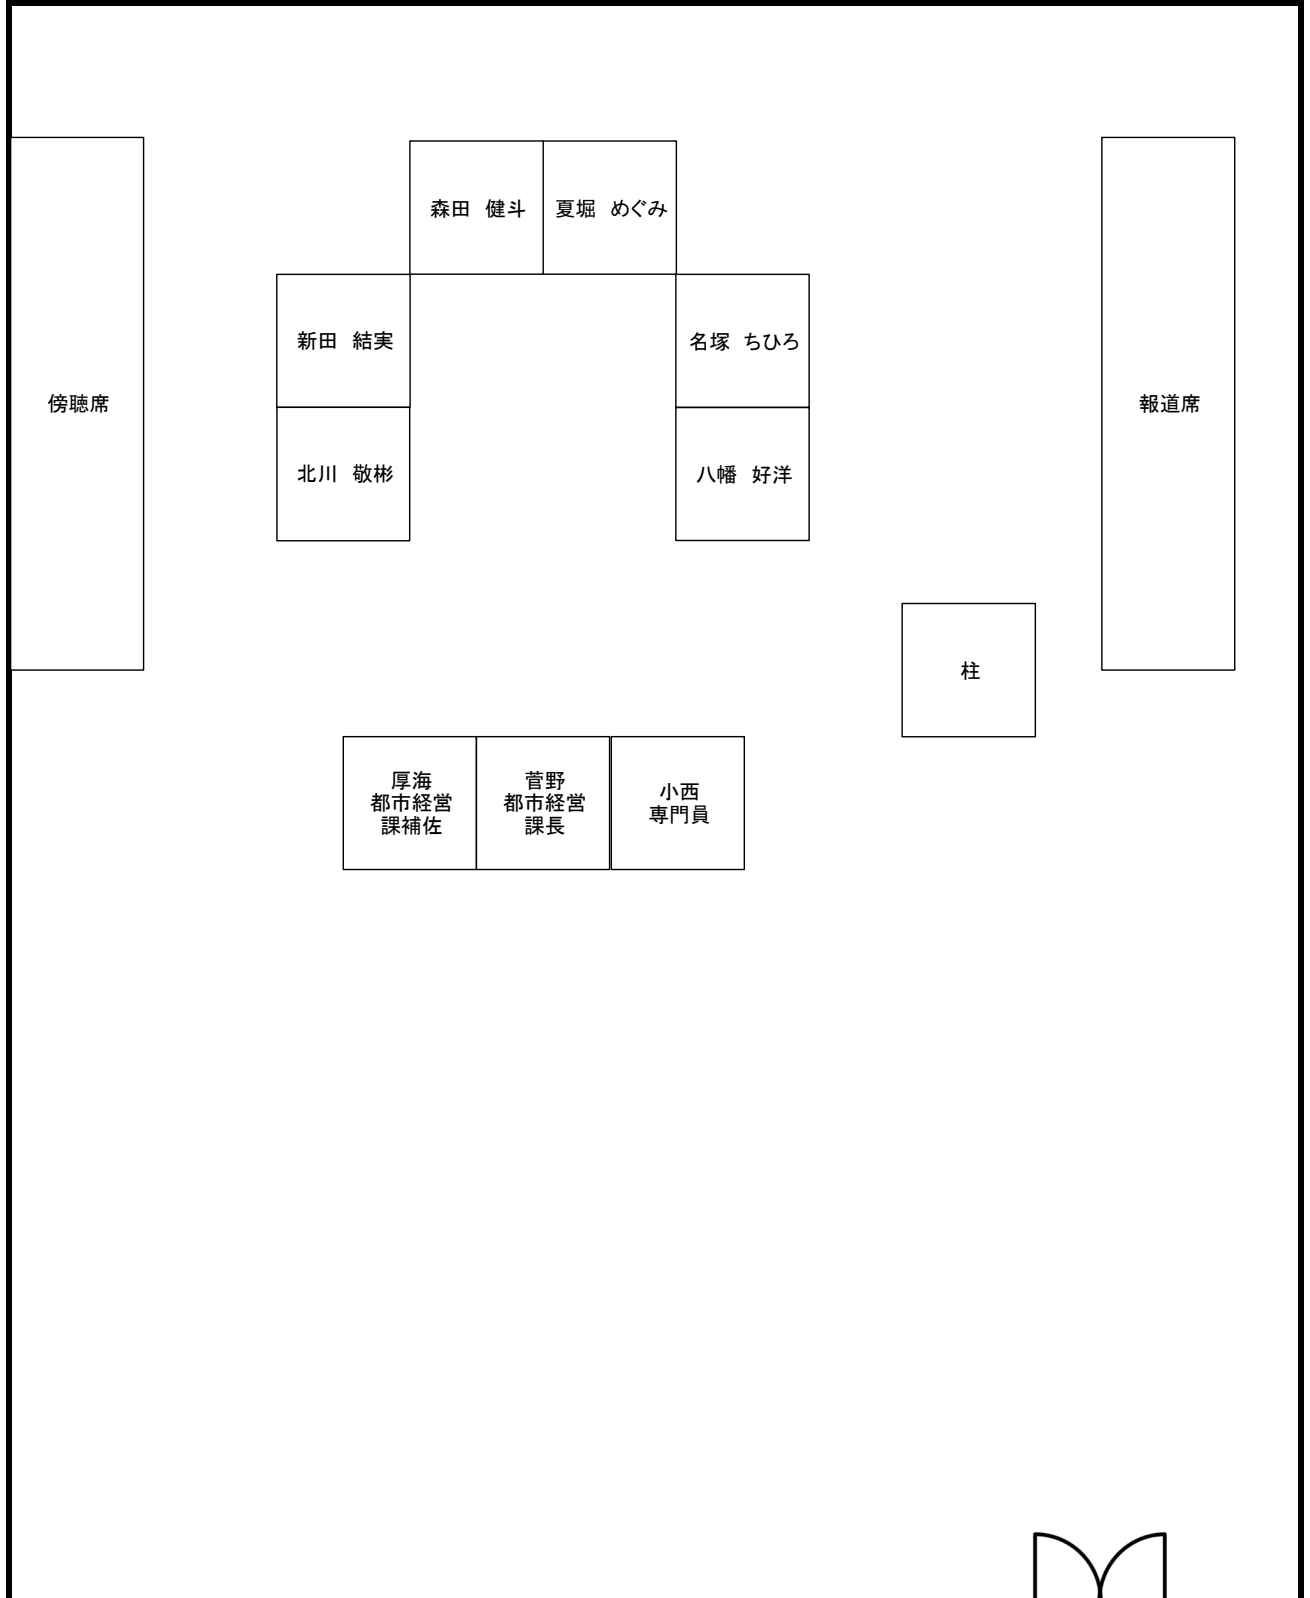 森田　健斗
夏堀　めぐみ
新田　結実
名塚　ちひろ
傍聴席
報道席
北川　敬彬
八幡　好洋
柱
厚海
都市経営
課補佐
菅野
都市経営
課長
小西
専門員